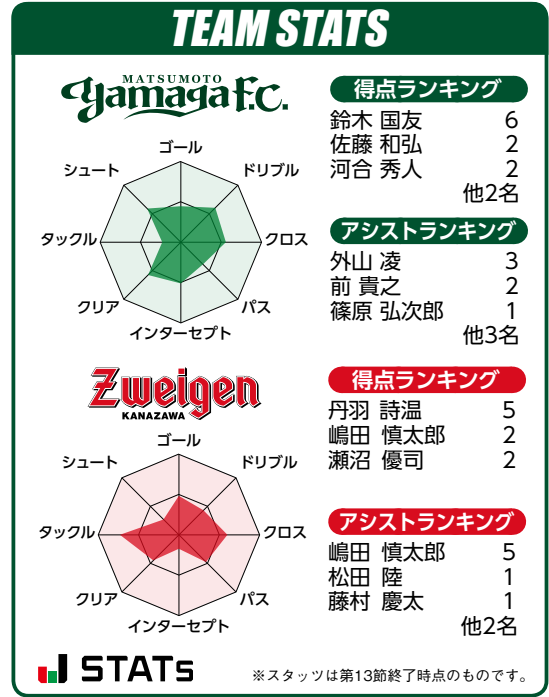 TEAM STATS
MATSUMOTO
Yamaga F.C.
ゴール
シュート
ドリブル
タックル
クロス
クリア
パス
インターセプト
得点ランキング
鈴木 国友 6
佐藤 和弘 2
河合 秀人 2
他2名
アシストランキング
外山 凌 3
前 貴之 2
篠原 弘次郎 1
他3名
Zweigen
KANAZAWA
ゴール
シュート
ドリブル
タックル
クロス
クリア
パス
インターセプト
得点ランキング
丹羽 詩温 5
嶋田 慎太郎 2
瀬沼 優司 2
アシストランキング
嶋田 慎太郎 5
松田 陸 1
藤村 慶太 1
他2名
J STATS
※スタッツは第13節終了時点のものです。